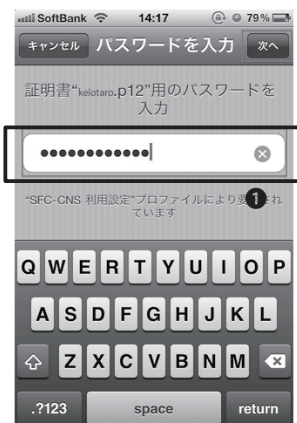 SoftBank 14:17 79%
キャンセル パスワードを入力 次へ
証明書“keiotaro.p12”用のパスワードを
入力
●●●●●●●●●●●●
“SFC-CNS 利用設定”プロファイルにより要❶され
ています
Q W E R T Y U I O P
A S D F G H J K L
Z X C V B N M
.?123 space return